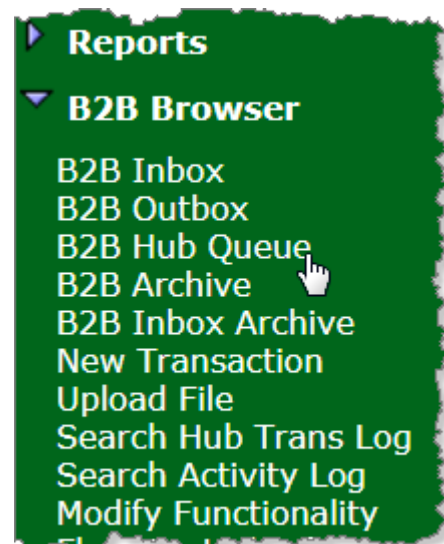 Reports
B2B Browser
B2B Inbox
B2B Outbox
B2B Hub Queue
B2B Archive
B2B Inbox Archive
New Transaction
Upload File
Search Hub Trans Log
Search Activity Log
Modify Functionality